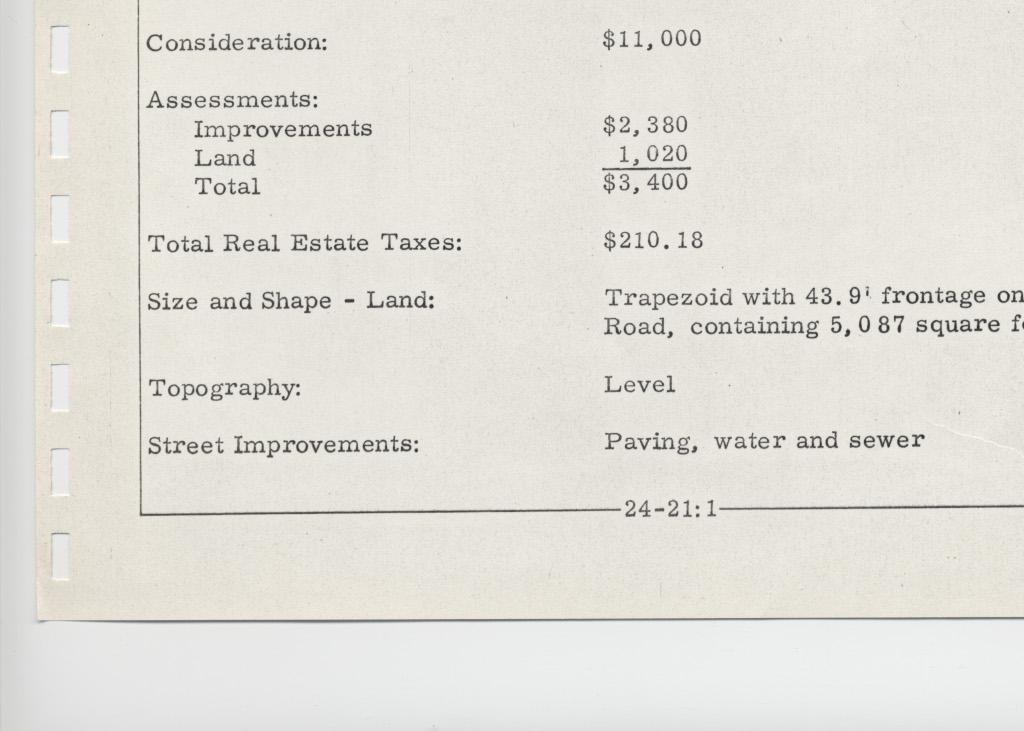 Consideration: $11,000
Assessments:
Improvements $2,380
Land 1,020
Total $3,400
Total Real Estate Taxes: $210.18
Size and Shape - Land: Trapezoid with 43.9' frontage on
Road, containing 5,087 square
Topography: Level
Street Improvements: Paving, water and sewer
24-21:1